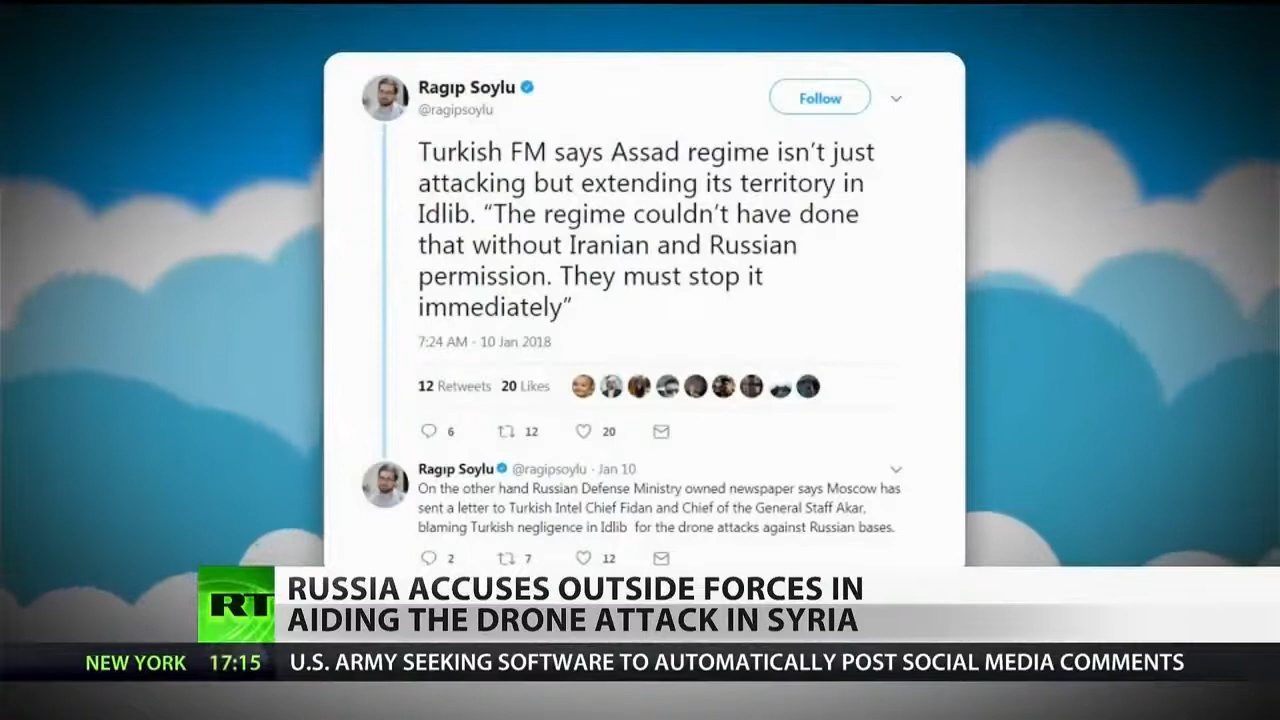 Ragıp Soylu
@ragipsoylu
Follow
Turkish FM says Assad regime isn't just
attacking but extending its territory in
Idlib. “The regime couldn't have done
that without Iranian and Russian
permission. They must stop it
immediately”
7:24 AM - 10 Jan 2018
12 Retweets 20 Likes
6 12 20
Ragıp Soylu @ragipsoylu · Jan 10
On the other hand Russian Defense Ministry owned newspaper says Moscow has
sent a letter to Turkish Intel Chief Fidan and Chief of the General Staff Akar,
blaming Turkish negligence in Idlib for the drone attacks against Russian bases.
2 7 12
RT
RUSSIA ACCUSES OUTSIDE FORCES IN
AIDING THE DRONE ATTACK IN SYRIA
NEW YORK 17:15 U.S. ARMY SEEKING SOFTWARE TO AUTOMATICALLY POST SOCIAL MEDIA COMMENTS